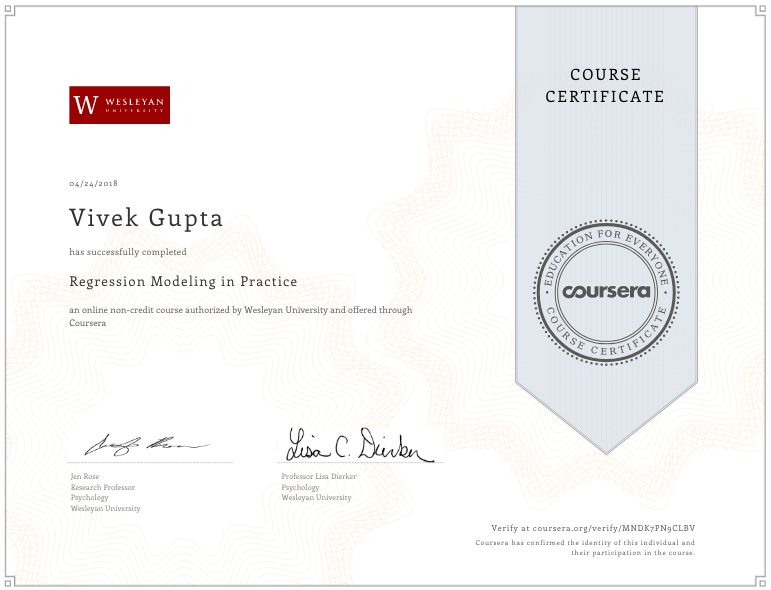 COURSE
CERTIFICATE
W WESLEYAN
UNIVERSITY
04/24/2018
Vivek Gupta
has successfully completed
Regression Modeling in Practice
an online non-credit course authorized by Wesleyan University and offered through
Coursera
EDUCATION FOR EVERYONE
coursera
COURSE CERTIFICATE
Lisa C. Dierker
Jen Rose
Research Professor
Psychology
Wesleyan University
Professor Lisa Dierker
Psychology
Wesleyan University
Verify at coursera.org/verify/MNDK7PN9CLBV
Coursera has confirmed the identity of this individual and
their participation in the course.